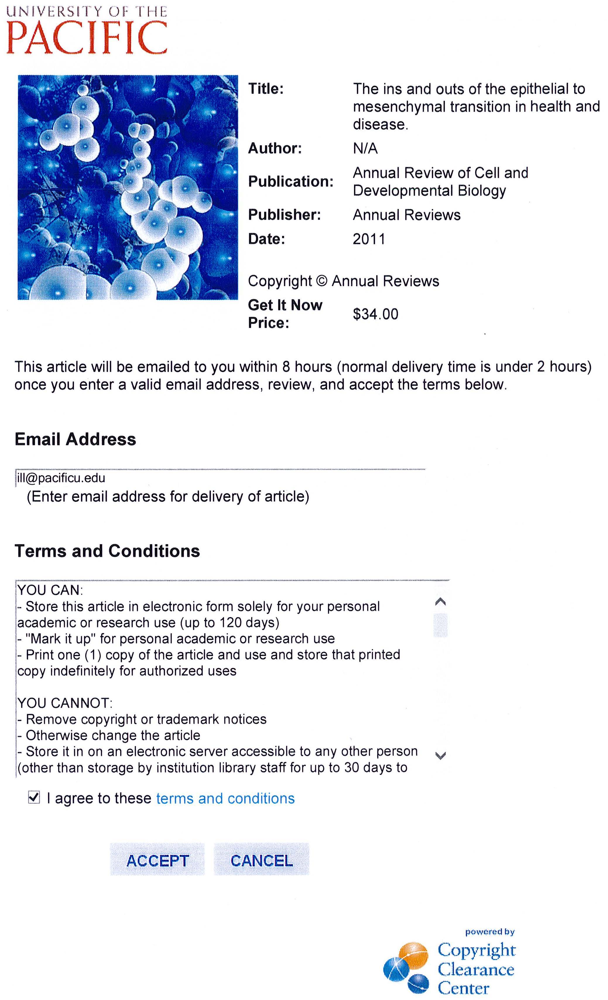 UNIVERSITY OF THE
PACIFIC
Title:
The ins and outs of the epithelial to
mesenchymal transition in health and
disease.
Author:
N/A
Publication:
Annual Review of Cell and
Developmental Biology
Publisher:
Annual Reviews
Date:
2011
Copyright © Annual Reviews
Get It Now
Price:
$34.00
This article will be emailed to you within 8 hours (normal delivery time is under 2 hours)
once you enter a valid email address, review, and accept the terms below.
Email Address
ill@pacificu.edu
(Enter email address for delivery of article)
Terms and Conditions
YOU CAN:
- Store this article in electronic form solely for your personal
academic or research use (up to 120 days)
- "Mark it up" for personal academic or research use
- Print one (1) copy of the article and use and store that printed
copy indefinitely for authorized uses
YOU CANNOT:
- Remove copyright or trademark notices
- Otherwise change the article
- Store it in on an electronic server accessible to any other person
(other than storage by institution library staff for up to 30 days to
I agree to these terms and conditions
ACCEPT
CANCEL
powered by
Copyright
Clearance
Center